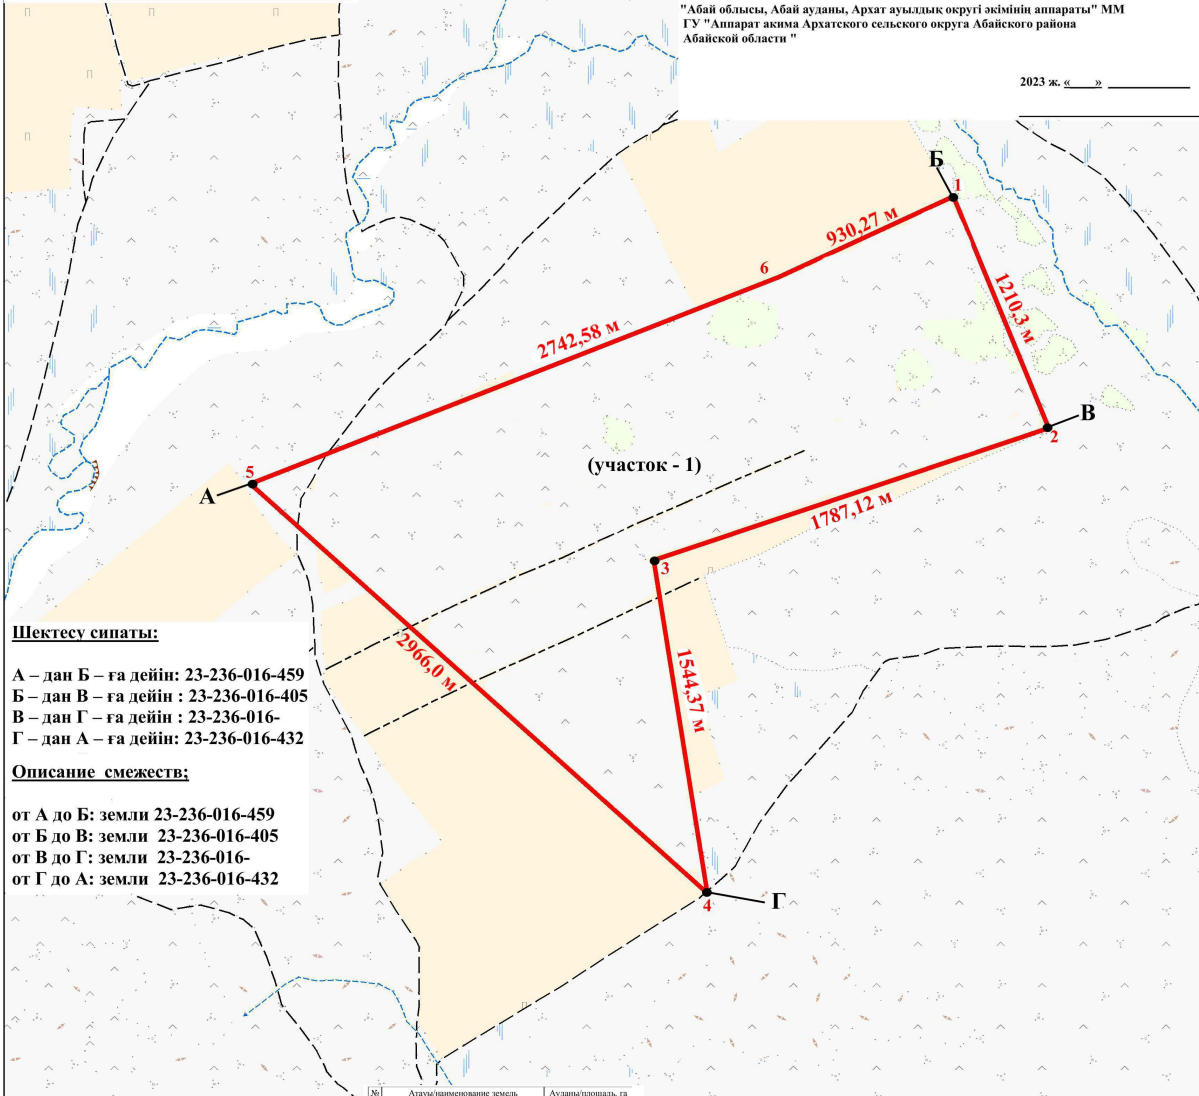 "Абай облысы, Абай ауданы, Архат ауылдық округі әкімінің аппараты" ММ
ГУ "Аппарат акима Архатского сельского округа Абайского района
Абайской области "
2023 ж. «____» ____________
Б
1
930,27 м
6
1210,3 м
2742,58 м
В
2
(участок - 1)
5
А
1787,12 м
3
2966,0 м
1544,37 м
4
Г
Шектесу сипаты:
А – дан Б – ға дейін: 23-236-016-459
Б – дан В – ға дейін : 23-236-016-405
В – дан Г – ға дейін : 23-236-016-
Г – дан А – ға дейін: 23-236-016-432
Описание смежеств;
от А до Б: земли 23-236-016-459
от Б до В: земли 23-236-016-405
от В до Г: земли 23-236-016-
от Г до А: земли 23-236-016-432
№ Атауы/наименование земель Ауданы/площадь, га